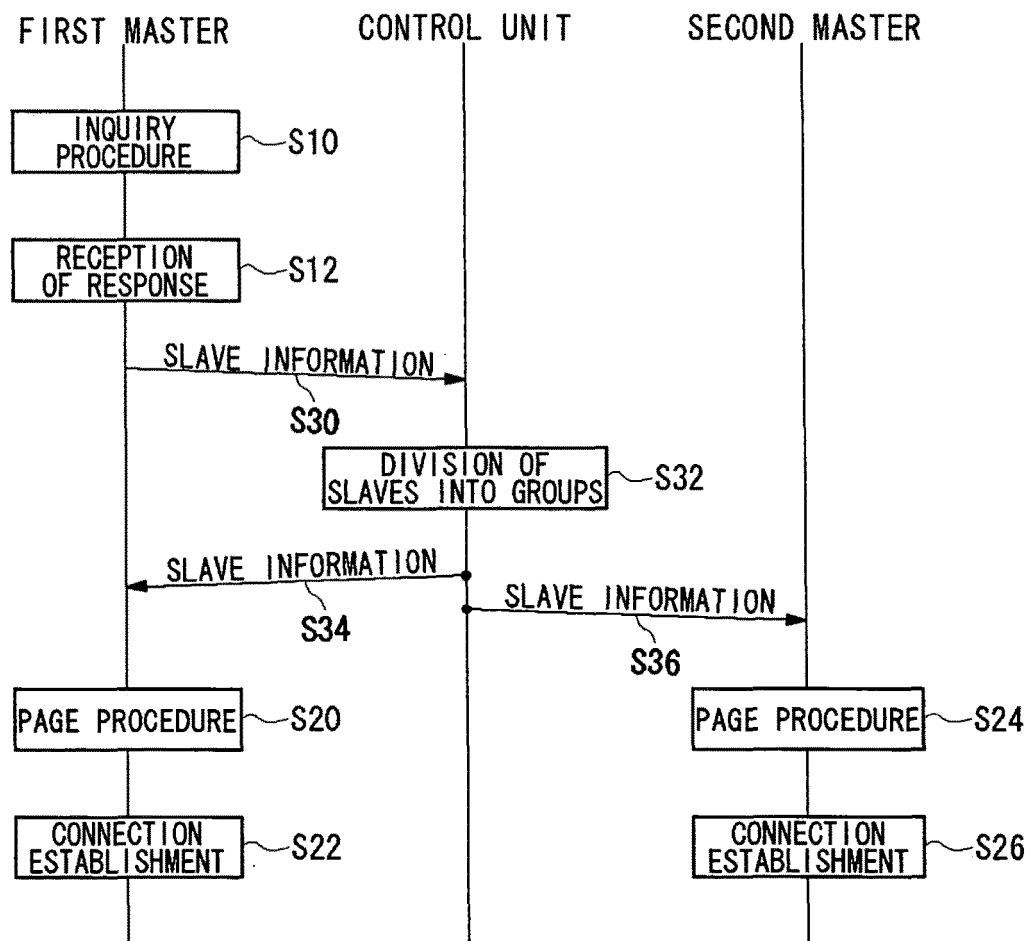 FIRST MASTER
CONTROL UNIT
SECOND MASTER
INQUIRY
PROCEDURE
S10
RECEPTION
OF RESPONSE
S12
SLAVE INFORMATION
S30
DIVISION OF
SLAVES INTO GROUPS
S32
SLAVE INFORMATION
S34
SLAVE INFORMATION
S36
PAGE PROCEDURE
S20
PAGE PROCEDURE
S24
CONNECTION
ESTABLISHMENT
S22
CONNECTION
ESTABLISHMENT
S26